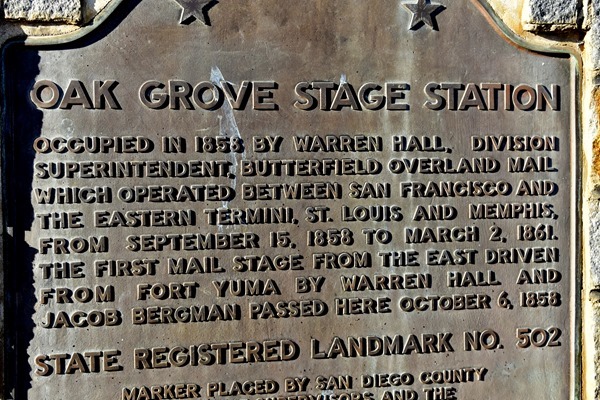 OAK GROVE STAGE STATION
OCCUPIED IN 1858 BY WARREN HALL, DIVISION
SUPERINTENDENT, BUTTERFIELD OVERLAND MAIL
WHICH OPERATED BETWEEN SAN FRANCISCO AND
THE EASTERN TERMINI, ST. LOUIS AND MEMPHIS,
FROM SEPTEMBER 15, 1858 TO MARCH 2, 1861.
THE FIRST MAIL STAGE FROM THE EAST DRIVEN
FROM FORT YUMA BY WARREN HALL AND
JACOB BERGMAN PASSED HERE OCTOBER 6, 1858
STATE REGISTERED LANDMARK NO. 502
MARKER PLACED BY SAN DIEGO COUNTY
SUPERVISORS AND THE